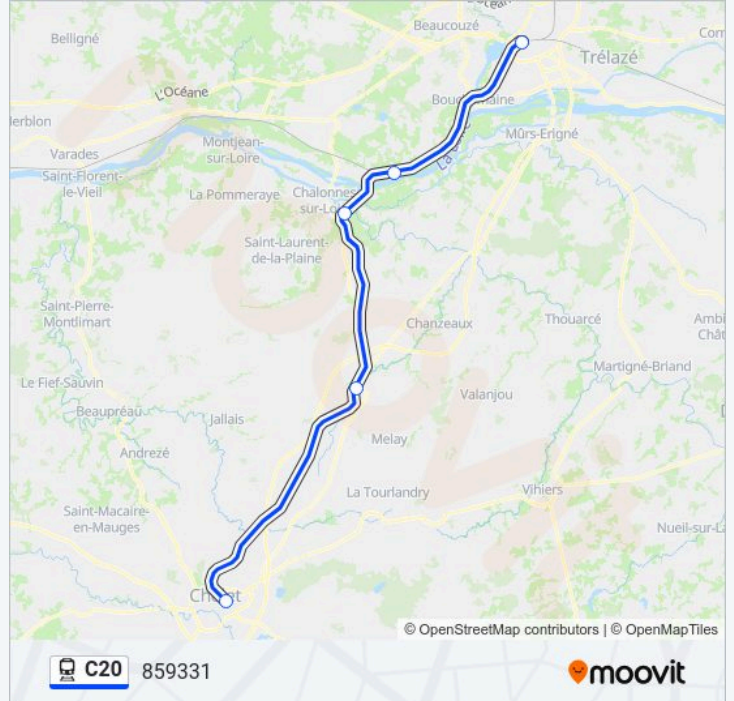 Océane
Beaucouzé
Belligné
Trélazé
L'Océane
Varades
Mûrs-Erigné
Montjean-
sur-Loire
Saint-Florent-
le-Vieil
La Pommeraye
Chalonnes
Saint-Laurent-
de-la-Plaine
Saint-Pierre-
Montlimart
Chanzeaux
Thouarcé
Martigné-Briand
Le Fief-Sauvin
Valanjou
Beaupréau
Jallais
Melay
Andrezé
La Tourlandry
Vihiers
Saint-Macaire-
en-Mauges
© OpenStreetMap contributors | © OpenMapTiles
C20 859331
moovit